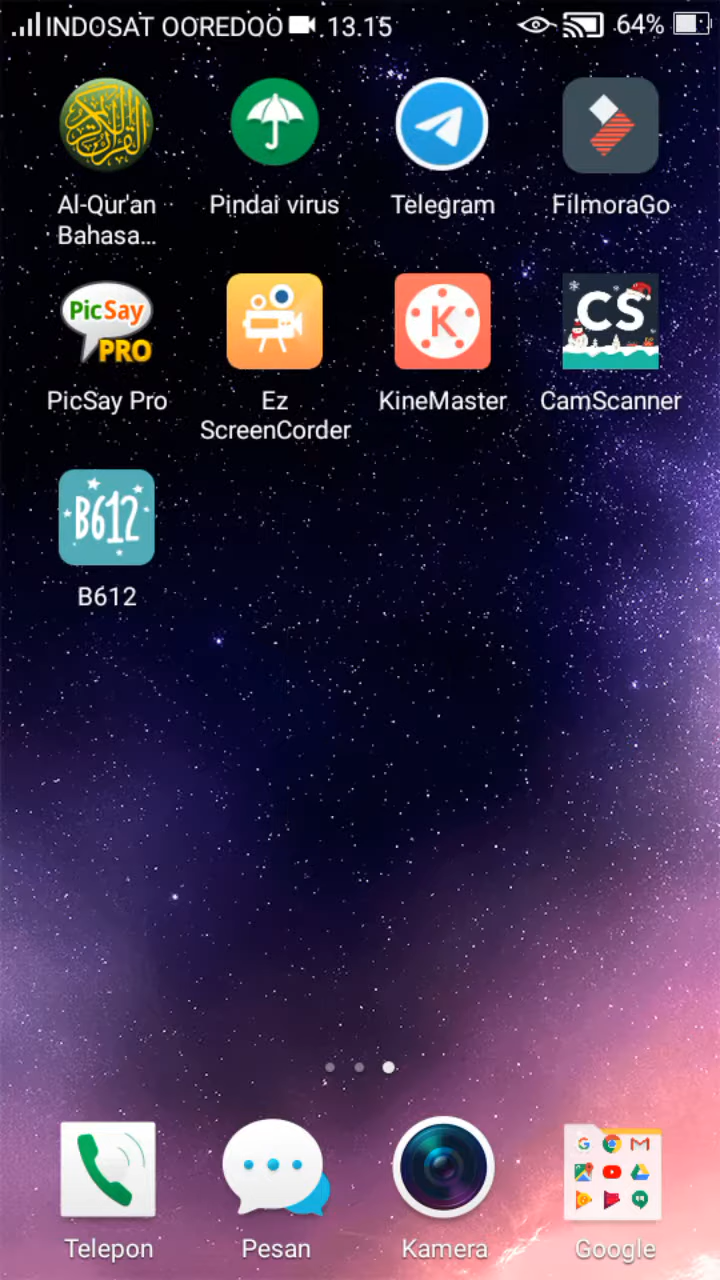 INDOSAT OOREDOO 13.15 64%
Al-Qur'an Bahasa...
Pindai virus
Telegram
FilmoraGo
PicSay
PRO
PicSay Pro
Ez ScreenCorder
K
KineMaster
CS
CamScanner
B612
B612
Telepon
Pesan
Kamera
Google